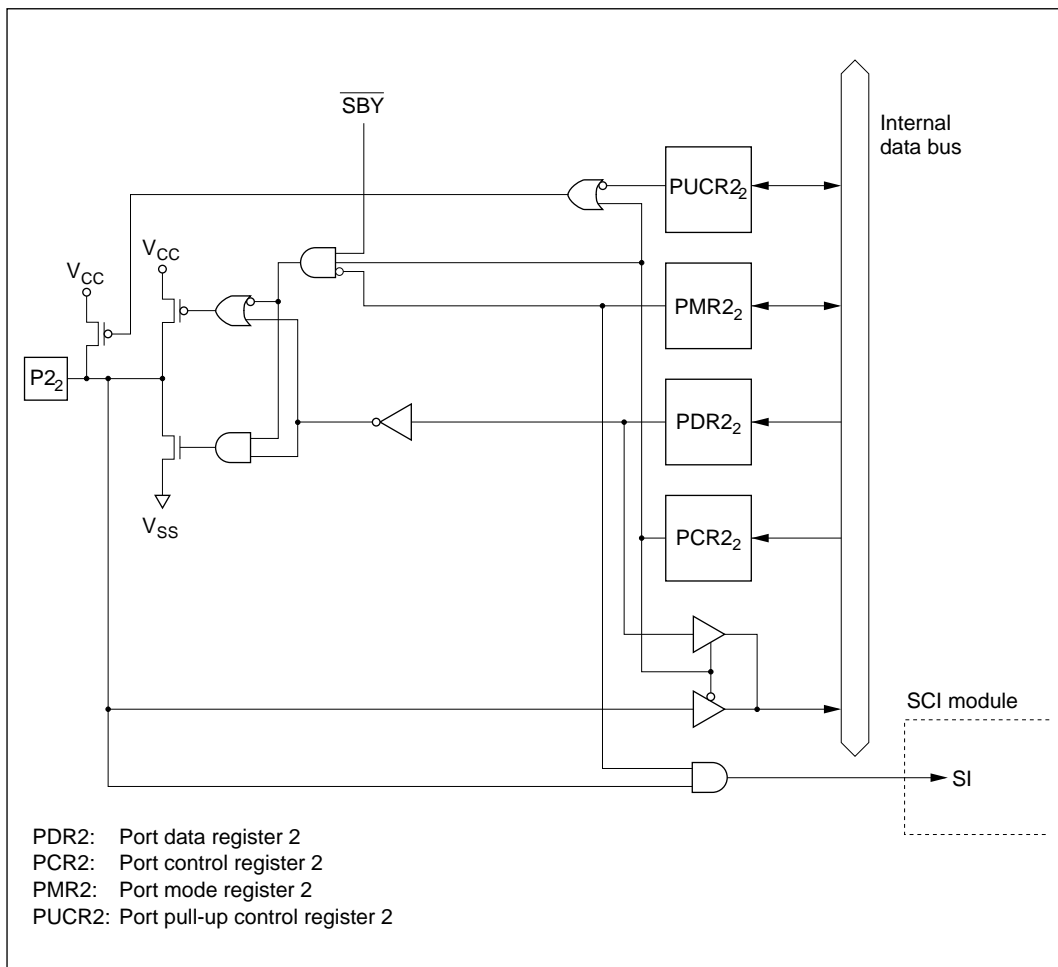 SBY
Internal
data bus
PUCR2₂
V_CC
V_CC
PMR2₂
P2₂
PDR2₂
V_SS
PCR2₂
SCI module
SI
PDR2: Port data register 2
PCR2: Port control register 2
PMR2: Port mode register 2
PUCR2: Port pull-up control register 2